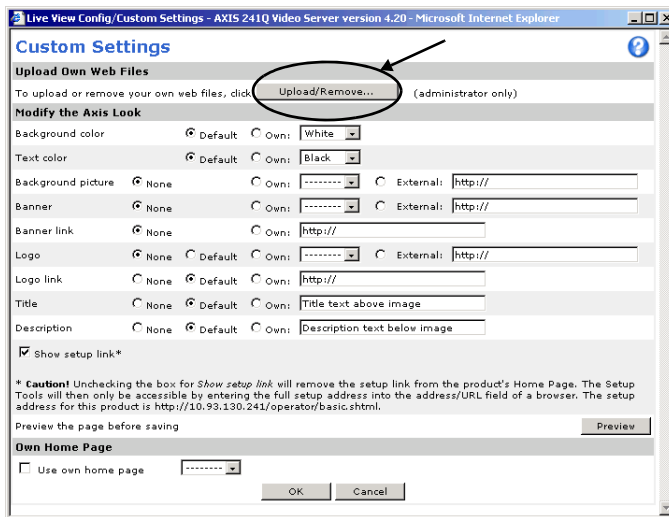 Live View Config/Custom Settings - AXIS 241Q Video Server version 4.20 - Microsoft Internet Explorer
Custom Settings
?
Upload Own Web Files
To upload or remove your own web files, click Upload/Remove... (administrator only)
Modify the Axis Look
Background color Default Own: White
Text color Default Own: Black
Background picture None Own: -------- External: http://
Banner None Own: -------- External: http://
Banner link None Own: http://
Logo None Default Own: -------- External: http://
Logo link None Default Own: http://
Title None Default Own: Title text above image
Description None Default Own: Description text below image
Show setup link*
* Caution! Unchecking the box for Show setup link will remove the setup link from the product's Home Page. The Setup
Tools will then only be accessible by entering the full setup address into the address/URL field of a browser. The setup
address for this product is http://10.93.130.241/operator/basic.shtml.
Preview the page before saving Preview
Own Home Page
Use own home page --------
OK Cancel